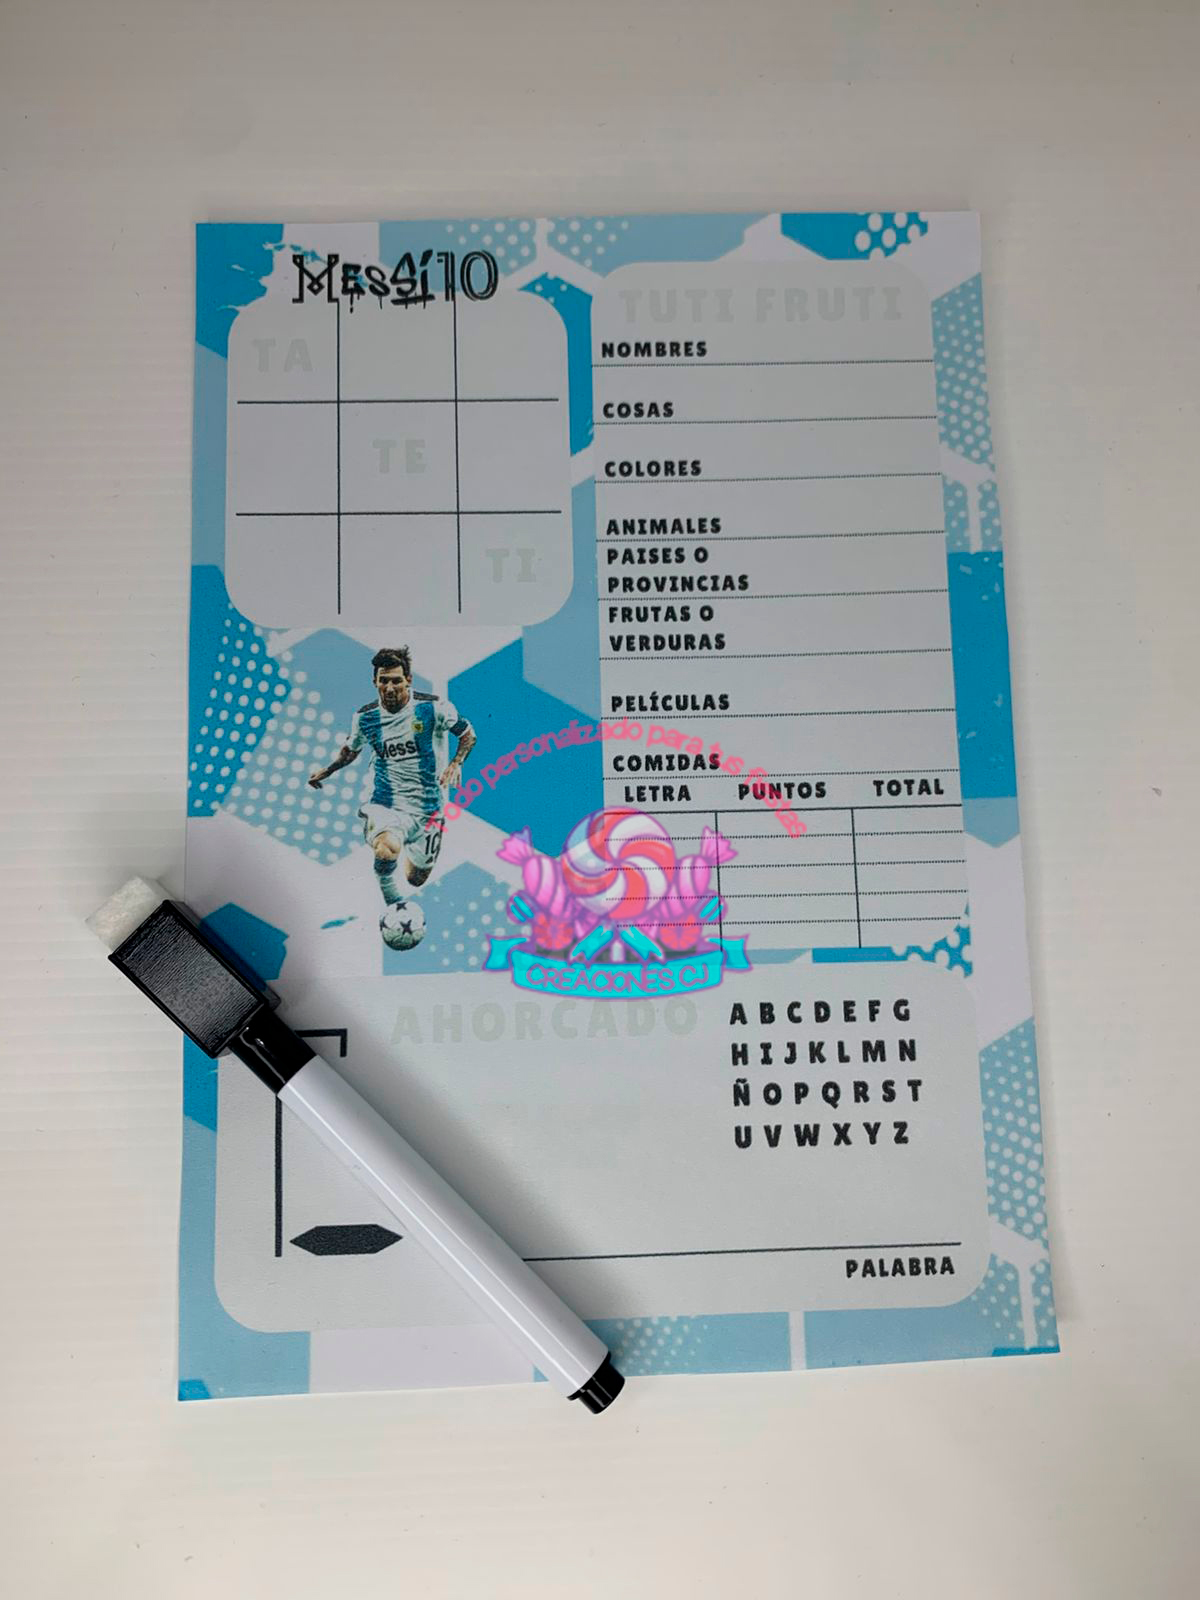 MESSI10
TA
TE
TI
TUTI FRUTI
NOMBRES
COSAS
COLORES
ANIMALES
PAISES O
PROVINCIAS
FRUTAS O
VERDURAS
PELÍCULAS
COMIDAS
LETRA PUNTOS TOTAL
Messi
10
Todo personalizado para tus fiestas
CREACIONES CJ
AHORCADO
A B C D E F G
H I J K L M N
Ñ O P Q R S T
U V W X Y Z
PALABRA